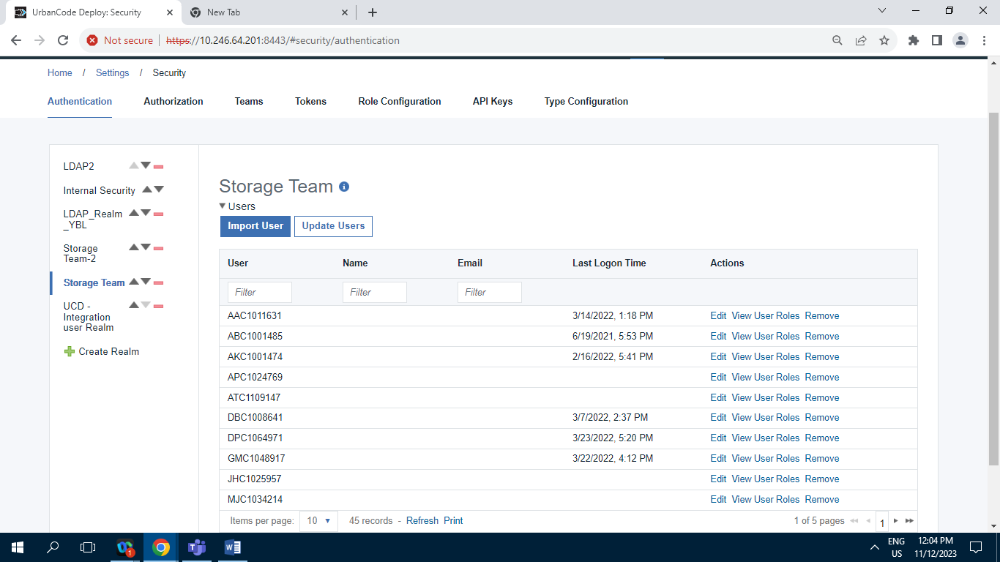 UrbanCode Deploy: Security
New Tab
Not secure https://10.246.64.201:8443/#security/authentication
Home / Settings / Security
Authentication Authorization Teams Tokens Role Configuration API Keys Type Configuration
LDAP2
Internal Security
LDAP_Realm
_YBL
Storage
Team-2
Storage Team
UCD -
Integration
user Realm
Create Realm
Storage Team
Users
Import User Update Users
User Name Email Last Logon Time Actions
Filter Filter Filter
AAC1011631 3/14/2022, 1:18 PM Edit View User Roles Remove
ABC1001485 6/19/2021, 5:53 PM Edit View User Roles Remove
AKC1001474 2/16/2022, 5:41 PM Edit View User Roles Remove
APC1024769 Edit View User Roles Remove
ATC1109147 Edit View User Roles Remove
DBC1008641 3/7/2022, 2:37 PM Edit View User Roles Remove
DPC1064971 3/23/2022, 5:20 PM Edit View User Roles Remove
GMC1048917 3/22/2022, 4:12 PM Edit View User Roles Remove
JHC1025957 Edit View User Roles Remove
MJC1034214 Edit View User Roles Remove
Items per page: 10 45 records - Refresh Print 1 of 5 pages 1
1
ENG
US
12:04 PM
11/12/2023